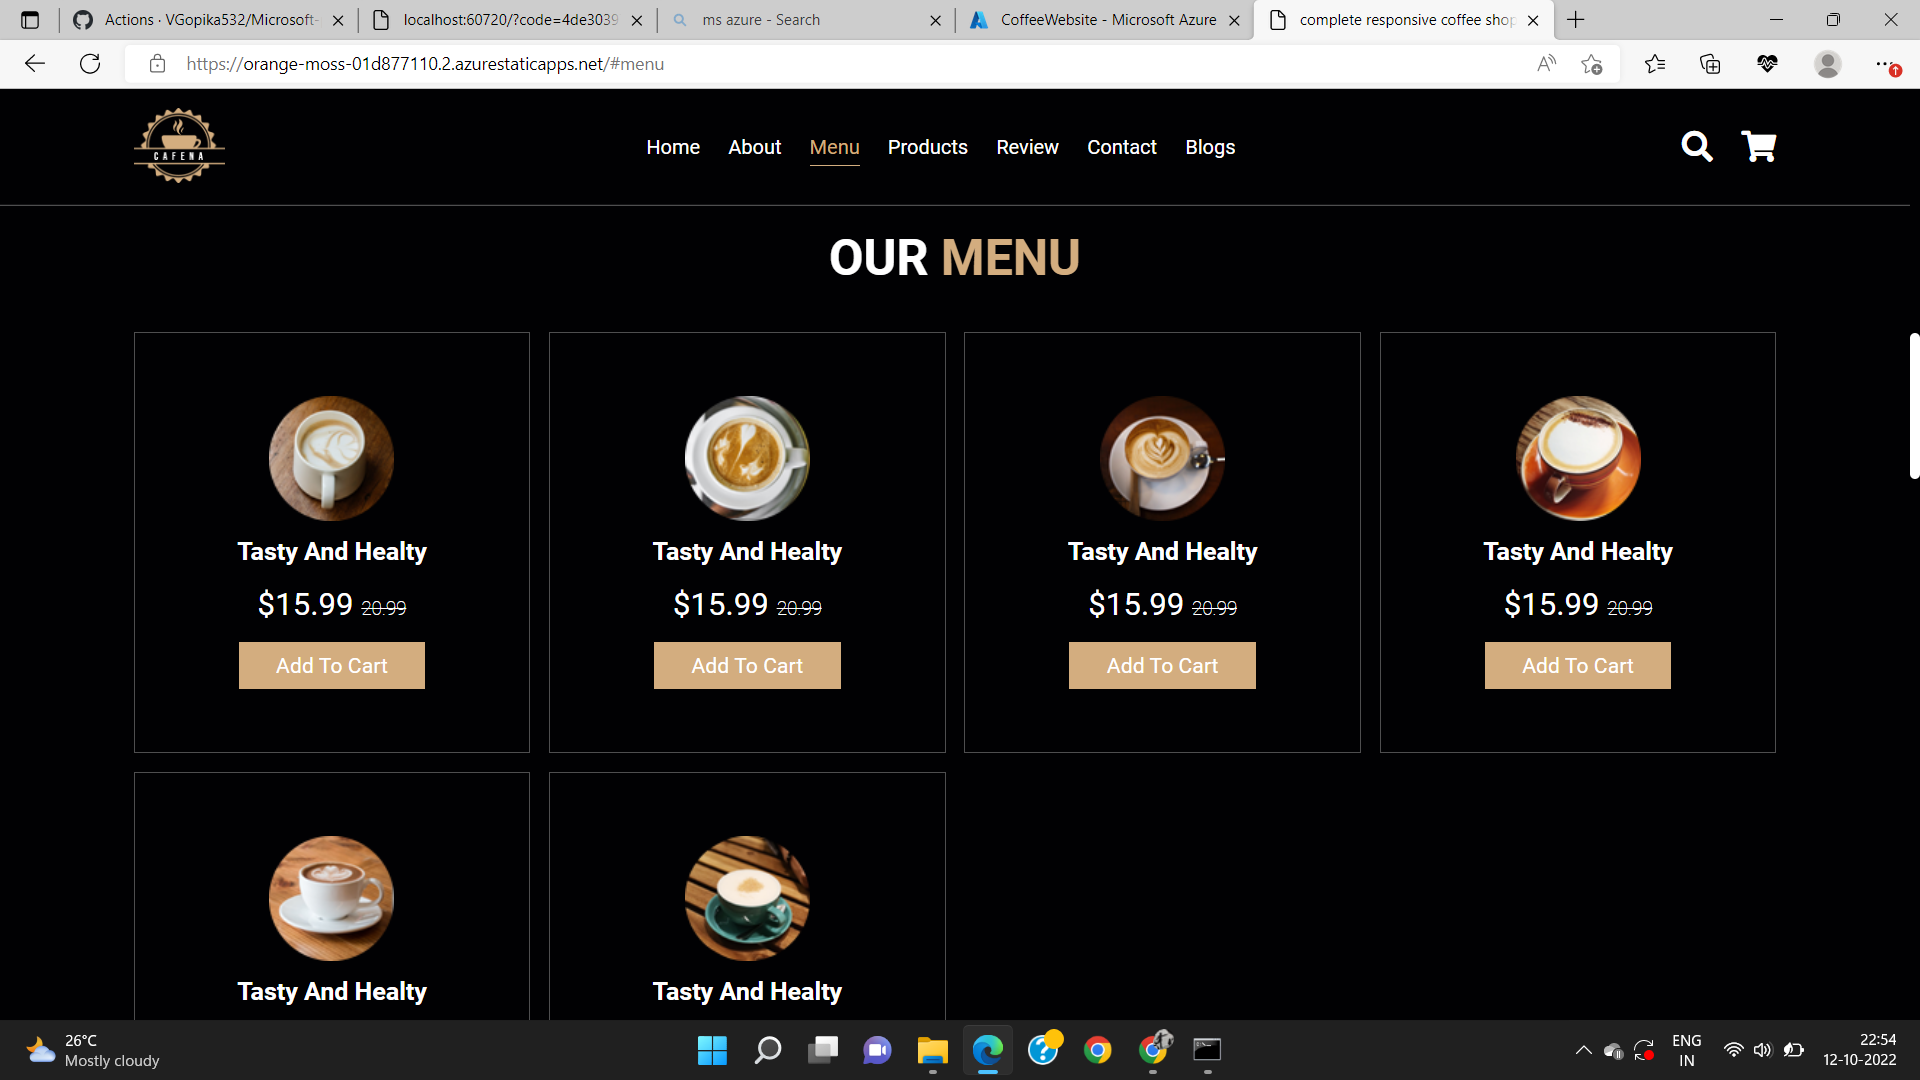 Actions · VGopika532/Microsoft-
localhost:60720/?code=4de3039
ms azure - Search
CoffeeWebsite - Microsoft Azure
complete responsive coffee shop
https://orange-moss-01d877110.2.azurestaticapps.net/#menu
CAFENA
Home About Menu Products Review Contact Blogs
OUR MENU
Tasty And Healty
$15.99 20.99
Add To Cart
Tasty And Healty
$15.99 20.99
Add To Cart
Tasty And Healty
$15.99 20.99
Add To Cart
Tasty And Healty
$15.99 20.99
Add To Cart
Tasty And Healty
Tasty And Healty
26°C
Mostly cloudy
ENG
IN
22:54
12-10-2022